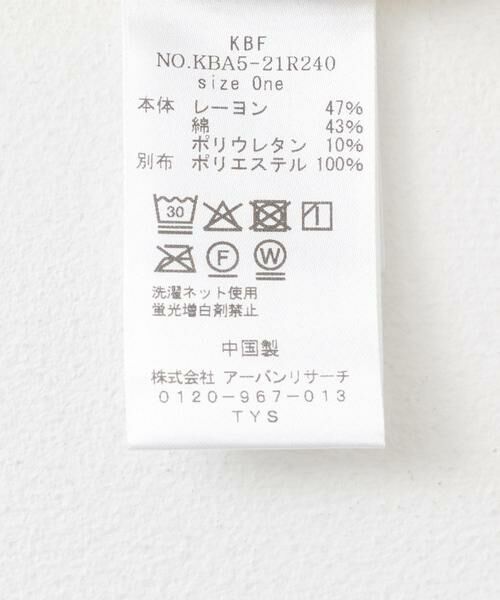 KBF
NO.KBA5-21R240
size One
本体 レーヨン 47%
綿 43%
ポリウレタン 10%
別布 ポリエステル 100%
30
F W
洗濯ネット使用
蛍光増白剤禁止
中国製
株式会社 アーバンリサーチ
0120-967-013
TYS